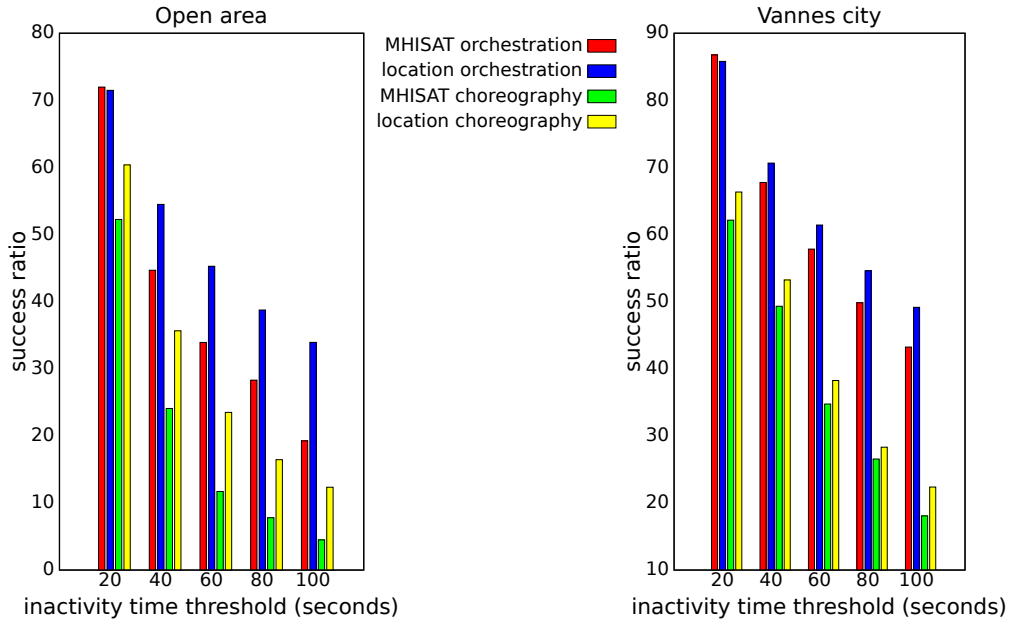 Open area
success ratio
80
70
60
50
40
30
20
10
0
20 40 60 80 100
inactivity time threshold (seconds)
MHISAT orchestration
location orchestration
MHISAT choreography
location choreography
Vannes city
success ratio
90
80
70
60
50
40
30
20
10
20 40 60 80 100
inactivity time threshold (seconds)